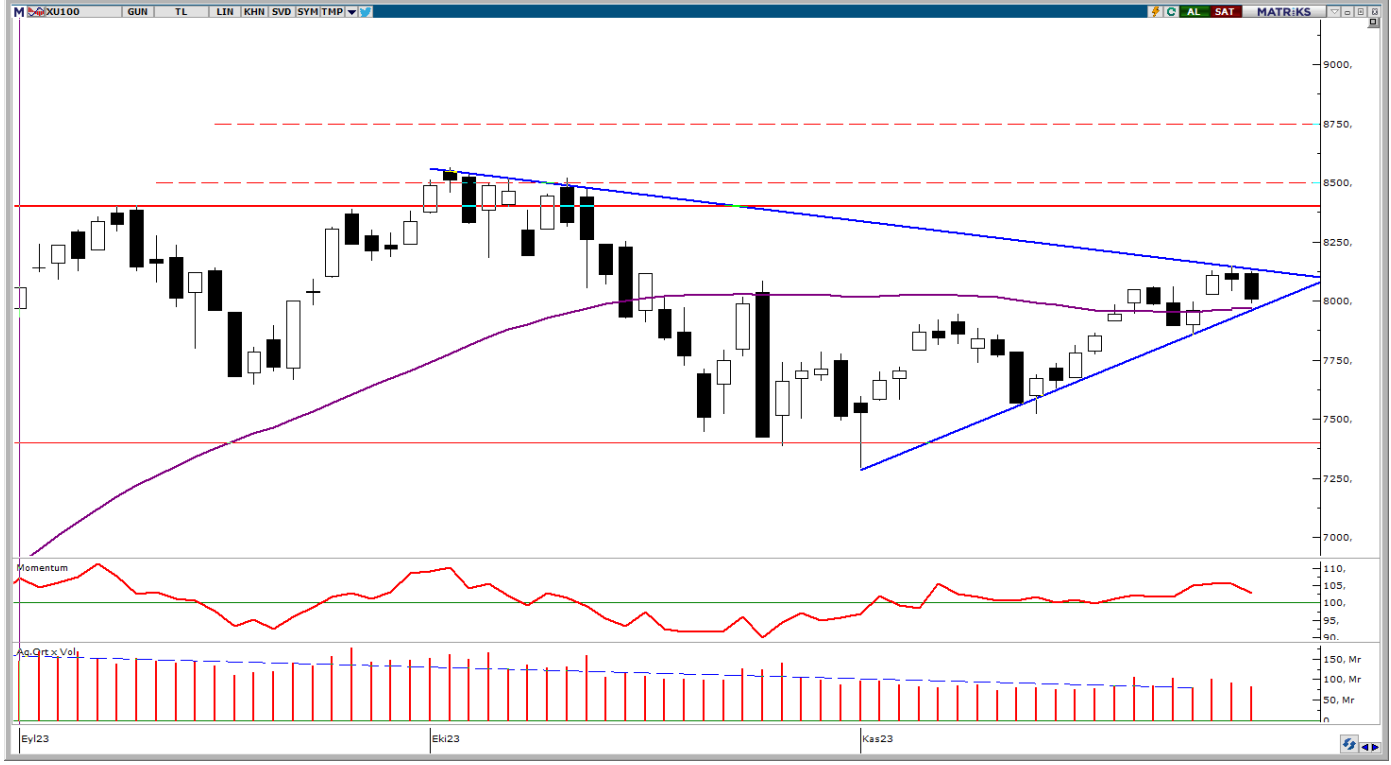 M XU100 GUN TL LIN KHN SVD SYM TMP AL SAT MATRİKS
9000,
8750,
8500,
8250,
8000,
7750,
7500,
7250,
7000,
Momentum
110,
105,
100,
95,
90,
Ag.Ort x Vol
150, Mr
100, Mr
50, Mr
0
Eyl23 Eki23 Kas23